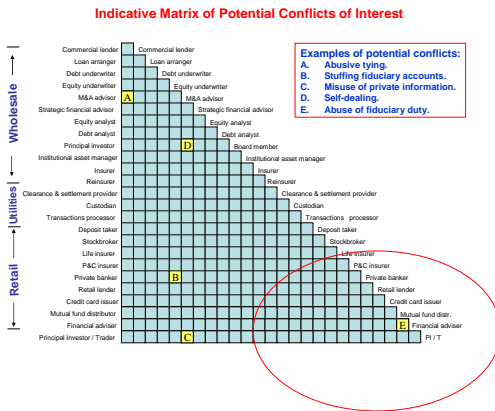 Indicative Matrix of Potential Conflicts of Interest
Examples of potential conflicts:
A. Abusive tying.
B. Stuffing fiduciary accounts.
C. Misuse of private information.
D. Self-dealing.
E. Abuse of fiduciary duty.
Wholesale
Utilities
Retail
Commercial lender Commercial lender
Loan arranger Loan arranger
Debt underwriter Debt underwriter
Equity underwriter Equity underwriter
M&A advisor A M&A advisor
Strategic financial advisor Strategic financial advisor
Equity analyst Equity analyst
Debt analyst Debt analyst
Principal investor D Board member
Institutional asset manager Institutional asset manager
Insurer Insurer
Reinsurer Reinsurer
Clearance & settlement provider Clearance & settlement provider
Custodian Custodian
Transactions processor Transactions processor
Deposit taker Deposit taker
Stockbroker Stockbroker
Life insurer Life insurer
P&C insurer P&C insurer
Private banker B Private banker
Retail lender Retail lender
Credit card issuer Credit card issuer
Mutual fund distributor Mutual fund distr.
Financial adviser E Financial adviser
Principal Investor / Trader C PI / T